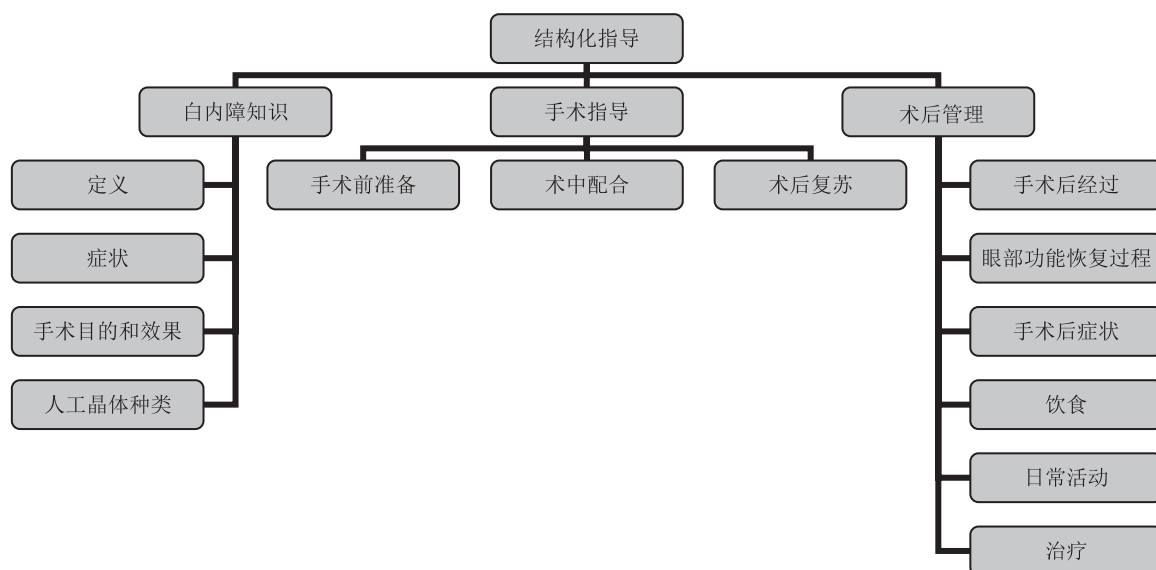 结构化指导
白内障知识
手术指导
术后管理
定义
症状
手术目的和效果
人工晶体种类
手术前准备
术中配合
术后复苏
手术后经过
眼部功能恢复过程
手术后症状
饮食
日常活动
治疗